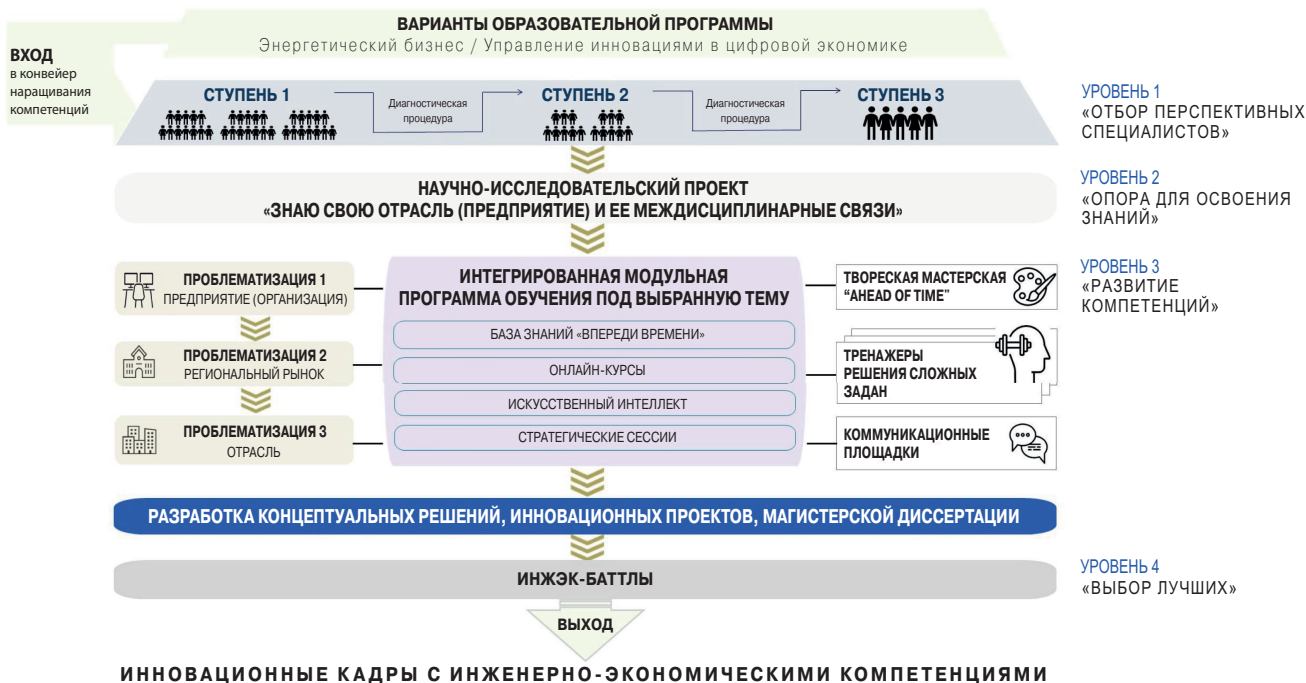 ВАРИАНТЫ ОБРАЗОВАТЕЛЬНОЙ ПРОГРАММЫ
Энергетический бизнес / Управление инновациями в цифровой экономике
ВХОД
в конвейер
наращивания
компетенций
СТУПЕНЬ 1
Диагностическая
процедура
СТУПЕНЬ 2
Диагностическая
процедура
СТУПЕНЬ 3
УРОВЕНЬ 1
«ОТБОР ПЕРСПЕКТИВНЫХ
СПЕЦИАЛИСТОВ»
НАУЧНО-ИССЛЕДОВАТЕЛЬСКИЙ ПРОЕКТ
«ЗНАЮ СВОЮ ОТРАСЛЬ (ПРЕДПРИЯТИЕ) И ЕЕ МЕЖДИСЦИПЛИНАРНЫЕ СВЯЗИ»
УРОВЕНЬ 2
«ОПОРА ДЛЯ ОСВОЕНИЯ
ЗНАНИЙ»
ПРОБЛЕМАТИЗАЦИЯ 1
ПРЕДПРИЯТИЕ (ОРГАНИЗАЦИЯ)
ПРОБЛЕМАТИЗАЦИЯ 2
РЕГИОНАЛЬНЫЙ РЫНОК
ПРОБЛЕМАТИЗАЦИЯ 3
ОТРАСЛЬ
ИНТЕГРИРОВАННАЯ МОДУЛЬНАЯ
ПРОГРАММА ОБУЧЕНИЯ ПОД ВЫБРАННУЮ ТЕМУ
БАЗА ЗНАНИЙ «ВПЕРЕДИ ВРЕМЕНИ»
ОНЛАЙН-КУРСЫ
ИСКУССТВЕННЫЙ ИНТЕЛЛЕКТ
СТРАТЕГИЧЕСКИЕ СЕССИИ
ТВОРЕСКАЯ МАСТЕРСКАЯ
“AHEAD OF TIME”
ТРЕНАЖЕРЫ
РЕШЕНИЯ СЛОЖНЫХ
ЗАДАН
КОММУНИКАЦИОННЫЕ
ПЛОЩАДКИ
УРОВЕНЬ 3
«РАЗВИТИЕ
КОМПЕТЕНЦИЙ»
РАЗРАБОТКА КОНЦЕПТУАЛЬНЫХ РЕШЕНИЙ, ИННОВАЦИОННЫХ ПРОЕКТОВ, МАГИСТЕРСКОЙ ДИССЕРТАЦИИ
ИНЖЭК-БАТТЛЫ
УРОВЕНЬ 4
«ВЫБОР ЛУЧШИХ»
ВЫХОД
ИННОВАЦИОННЫЕ КАДРЫ С ИНЖЕНЕРНО-ЭКОНОМИЧЕСКИМИ КОМПЕТЕНЦИЯМИ